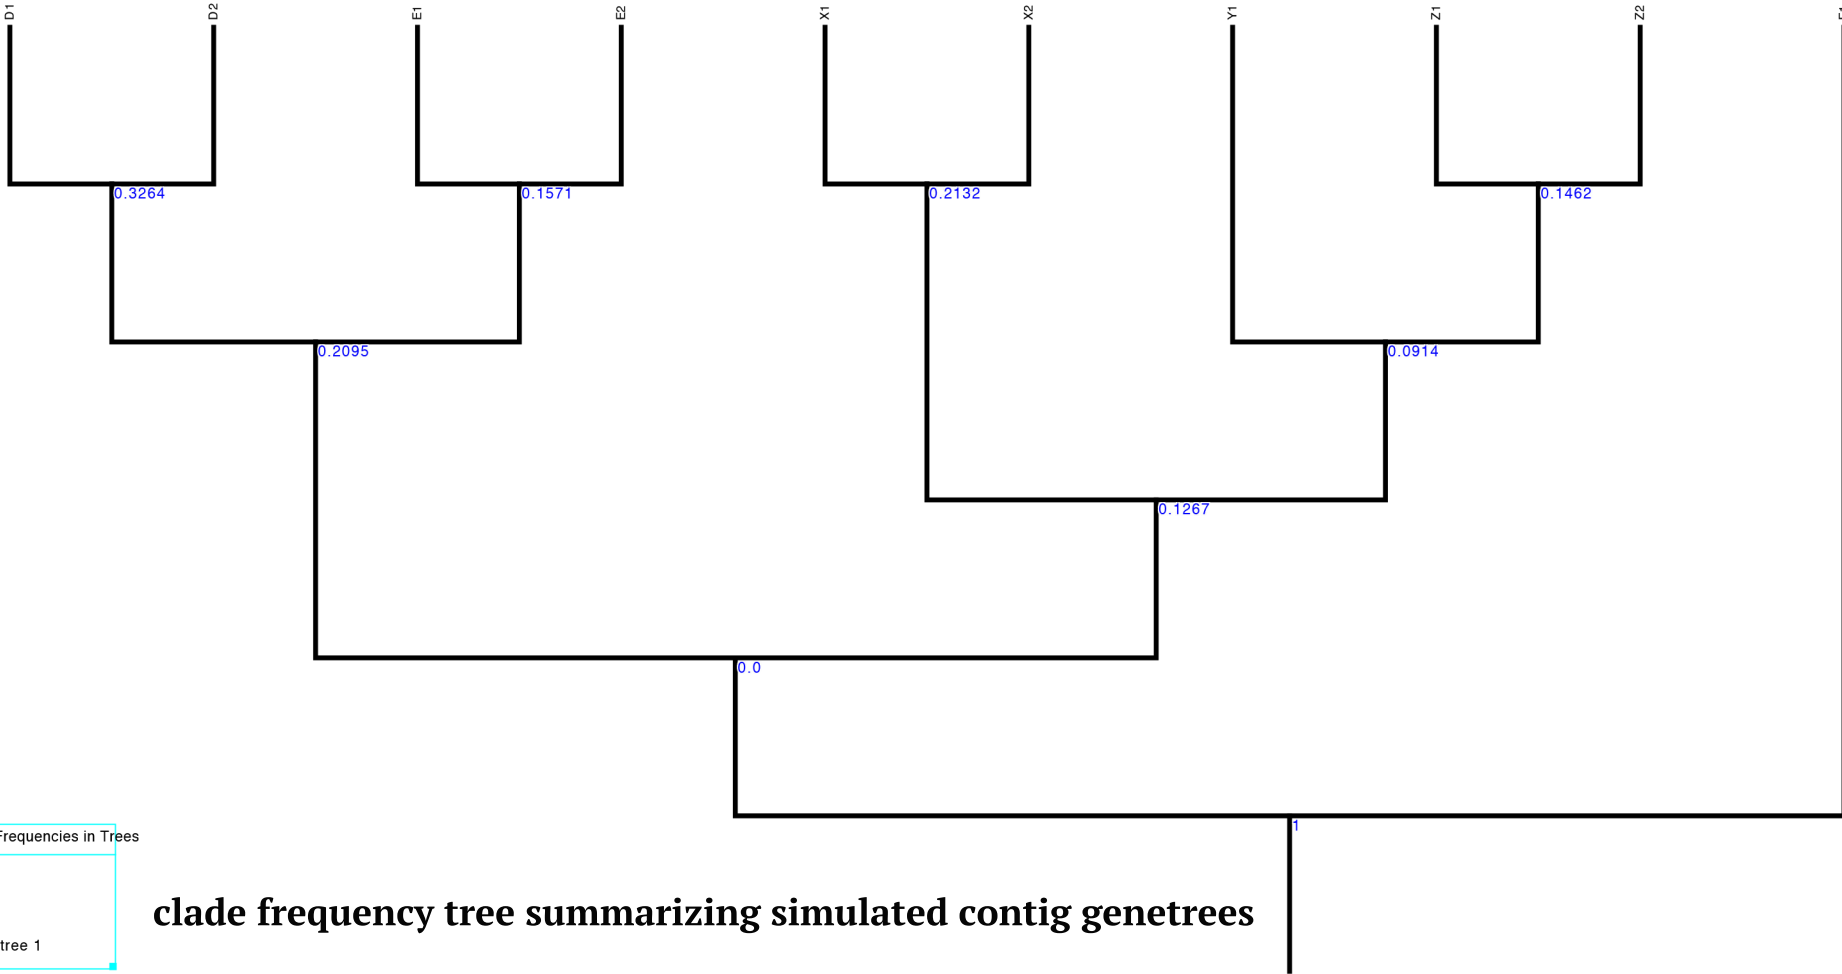 D1 D2 E1 E2 X1 X2 Y1 Z1 Z2
0.3264 0.1571 0.2132 0.1462
0.2095 0.0914
0.1267
0.0
1
Frequencies in Trees
clade frequency tree summarizing simulated contig genetrees
tree 1